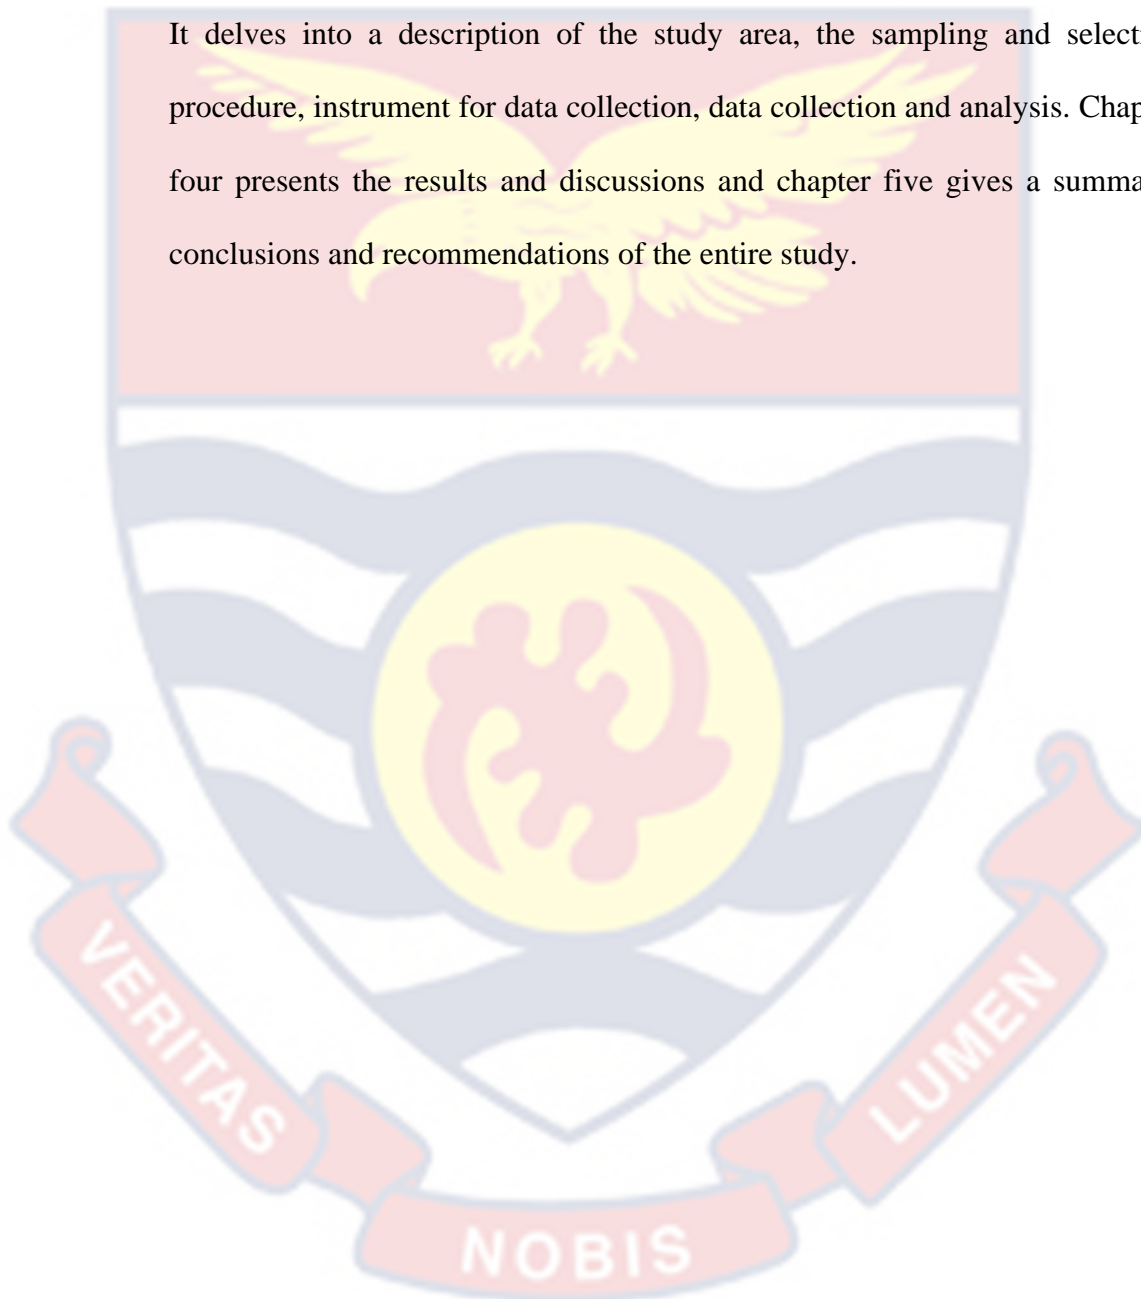 It delves into a description of the study area, the sampling and selecti
procedure, instrument for data collection, data collection and analysis. Chap
four presents the results and discussions and chapter five gives a summa
conclusions and recommendations of the entire study.
VERITAS
NOBIS
LUMEN